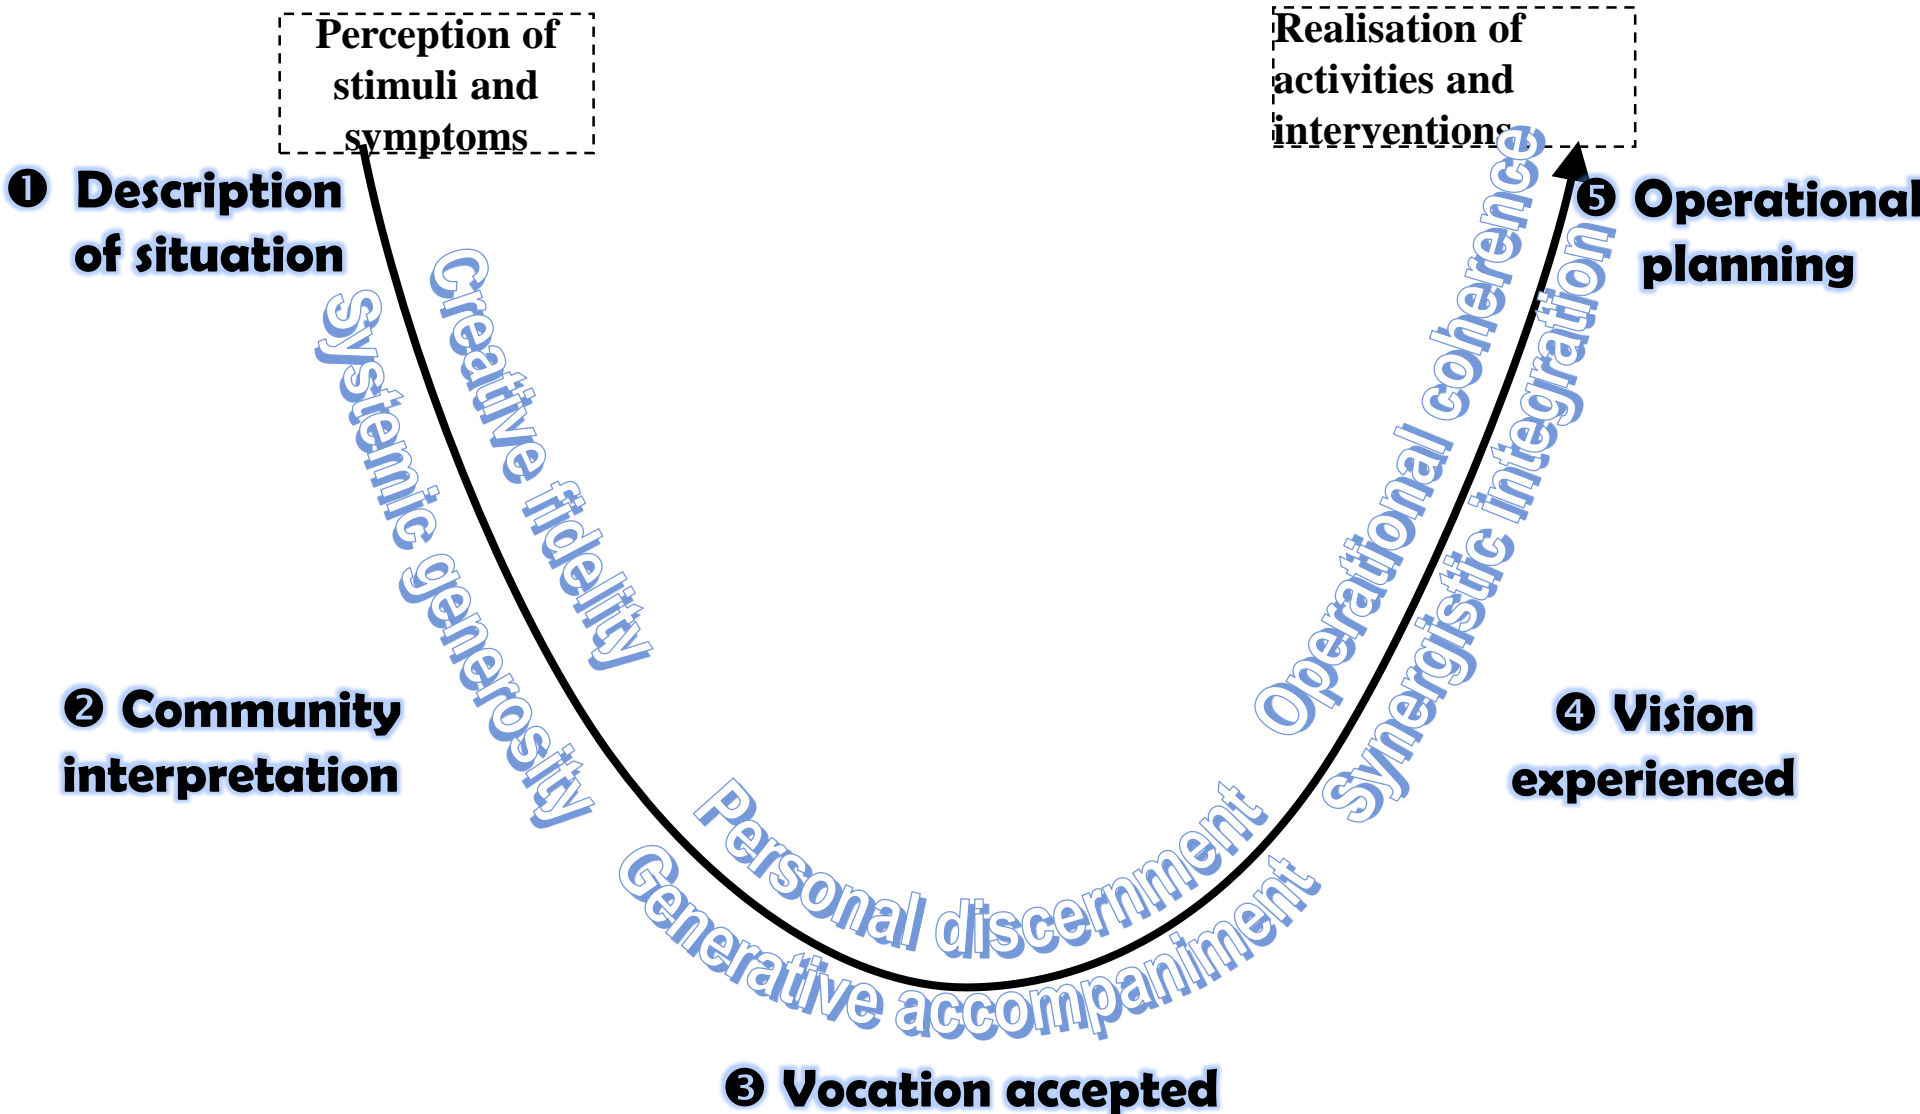 Perception of
stimuli and
symptoms
Realisation of
activities and
interventions
❶ Description
of situation
❺ Operational
planning
Creative fidelity
Systemic generosity
Operational coherence
Synergistic integration
❷ Community
interpretation
❹ Vision
experienced
Personal discernment
Generative accompaniment
❸ Vocation accepted